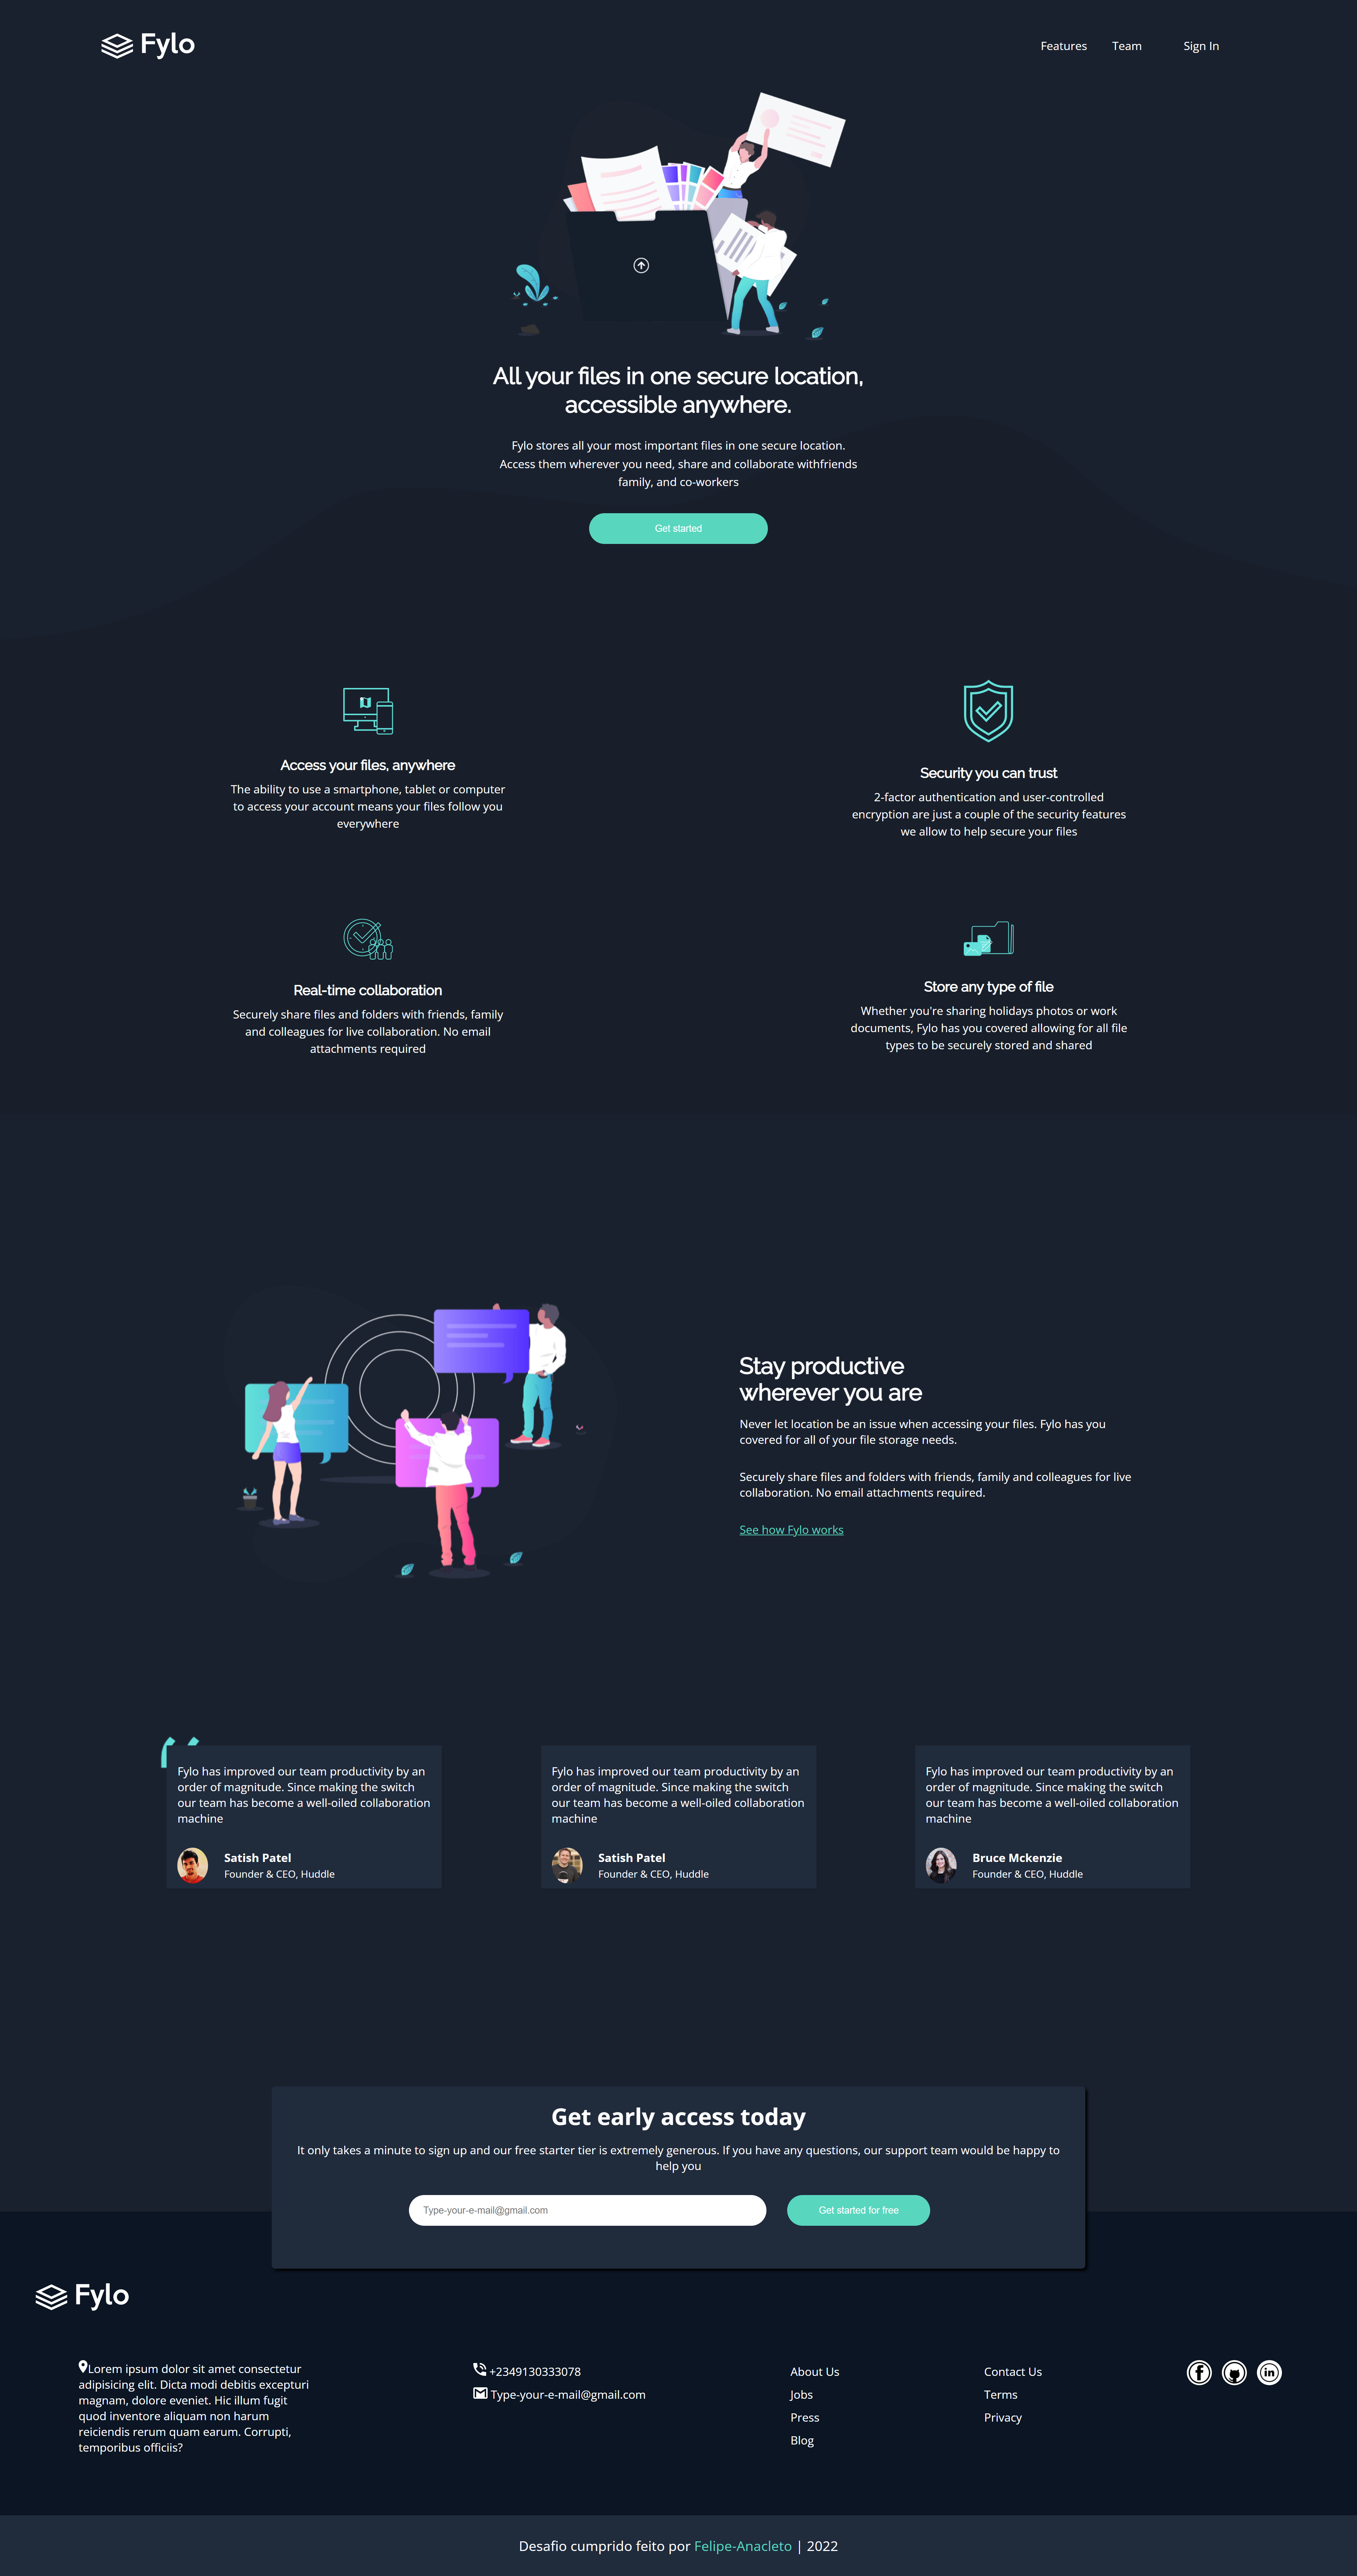 Fylo
Features Team Sign In
All your files in one secure location,
accessible anywhere.
Fylo stores all your most important files in one secure location.
Access them wherever you need, share and collaborate withfriends
family, and co-workers
Get started
Access your files, anywhere
The ability to use a smartphone, tablet or computer
to access your account means your files follow you
everywhere
Security you can trust
2-factor authentication and user-controlled
encryption are just a couple of the security features
we allow to help secure your files
Real-time collaboration
Securely share files and folders with friends, family
and colleagues for live collaboration. No email
attachments required
Store any type of file
Whether you're sharing holidays photos or work
documents, Fylo has you covered allowing for all file
types to be securely stored and shared
Stay productive
wherever you are
Never let location be an issue when accessing your files. Fylo has you
covered for all of your file storage needs.
Securely share files and folders with friends, family and colleagues for live
collaboration. No email attachments required.
See how Fylo works
Fylo has improved our team productivity by an
order of magnitude. Since making the switch
our team has become a well-oiled collaboration
machine
Satish Patel
Founder & CEO, Huddle
Fylo has improved our team productivity by an
order of magnitude. Since making the switch
our team has become a well-oiled collaboration
machine
Satish Patel
Founder & CEO, Huddle
Fylo has improved our team productivity by an
order of magnitude. Since making the switch
our team has become a well-oiled collaboration
machine
Bruce Mckenzie
Founder & CEO, Huddle
Get early access today
It only takes a minute to sign up and our free starter tier is extremely generous. If you have any questions, our support team would be happy to
help you
Type-your-e-mail@gmail.com
Get started for free
Fylo
Lorem ipsum dolor sit amet consectetur
adipisicing elit. Dicta modi debitis excepturi
magnam, dolore eveniet. Hic illum fugit
quod inventore aliquam non harum
reiciendis rerum quam earum. Corrupti,
temporibus officiis?
+2349130333078
Type-your-e-mail@gmail.com
About Us
Jobs
Press
Blog
Contact Us
Terms
Privacy
Desafio cumprido feito por Felipe-Anacleto | 2022